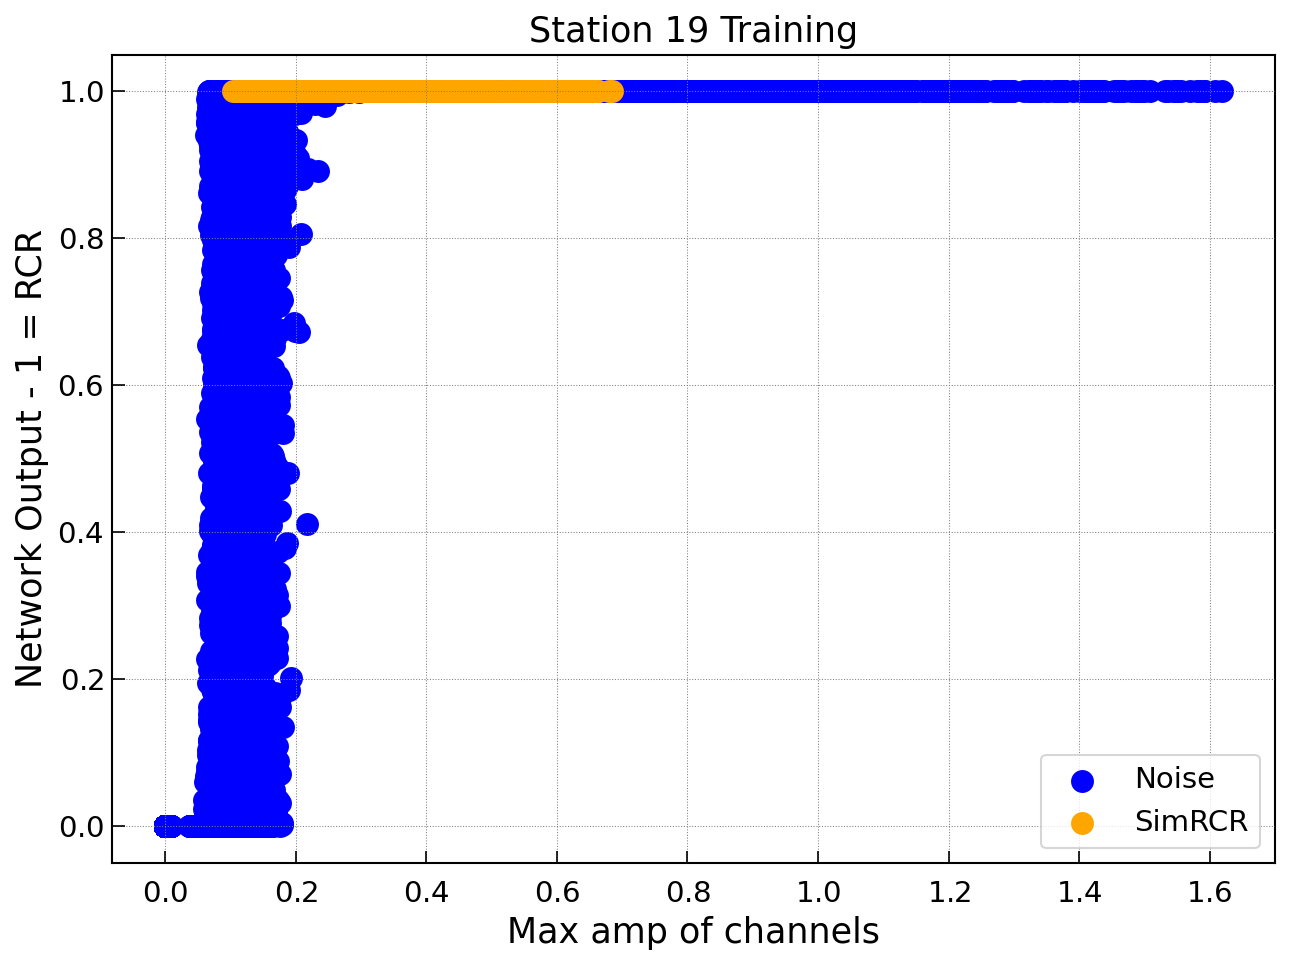 Station 19 Training
Network Output - 1 = RCR
1.0
0.8
0.6
0.4
0.2
0.0
Noise
SimRCR
0.0 0.2 0.4 0.6 0.8 1.0 1.2 1.4 1.6
Max amp of channels